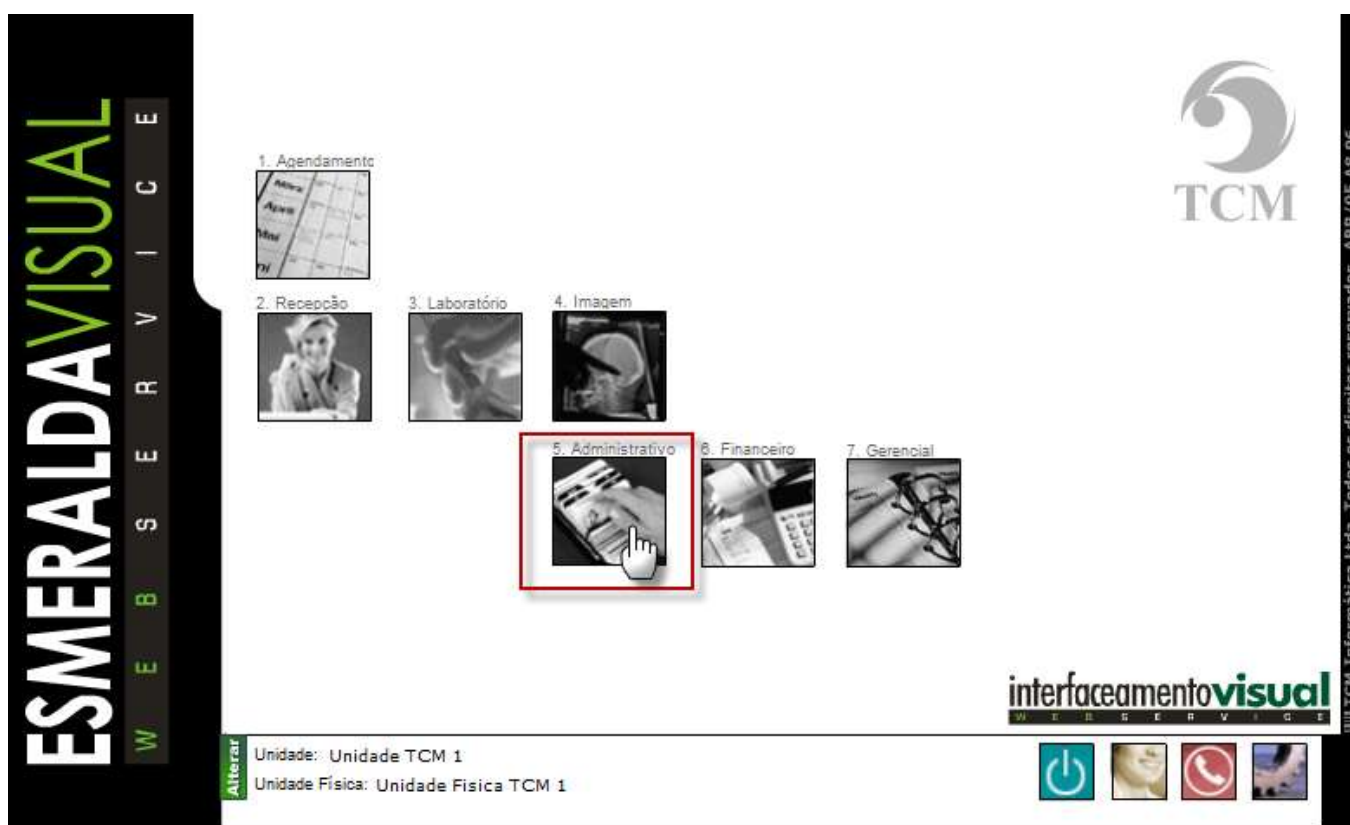 ESMERALDAVISUAL
WEBSERVICE
TCM
1. Agendamento
2. Recepção
3. Laboratório
4. Imagem
5. Administrativo
6. Financeiro
7. Gerencial
interfaceamentovisual
WEBSERVICE
Alterar
Unidade: Unidade TCM 1
Unidade Física: Unidade Fisica TCM 1